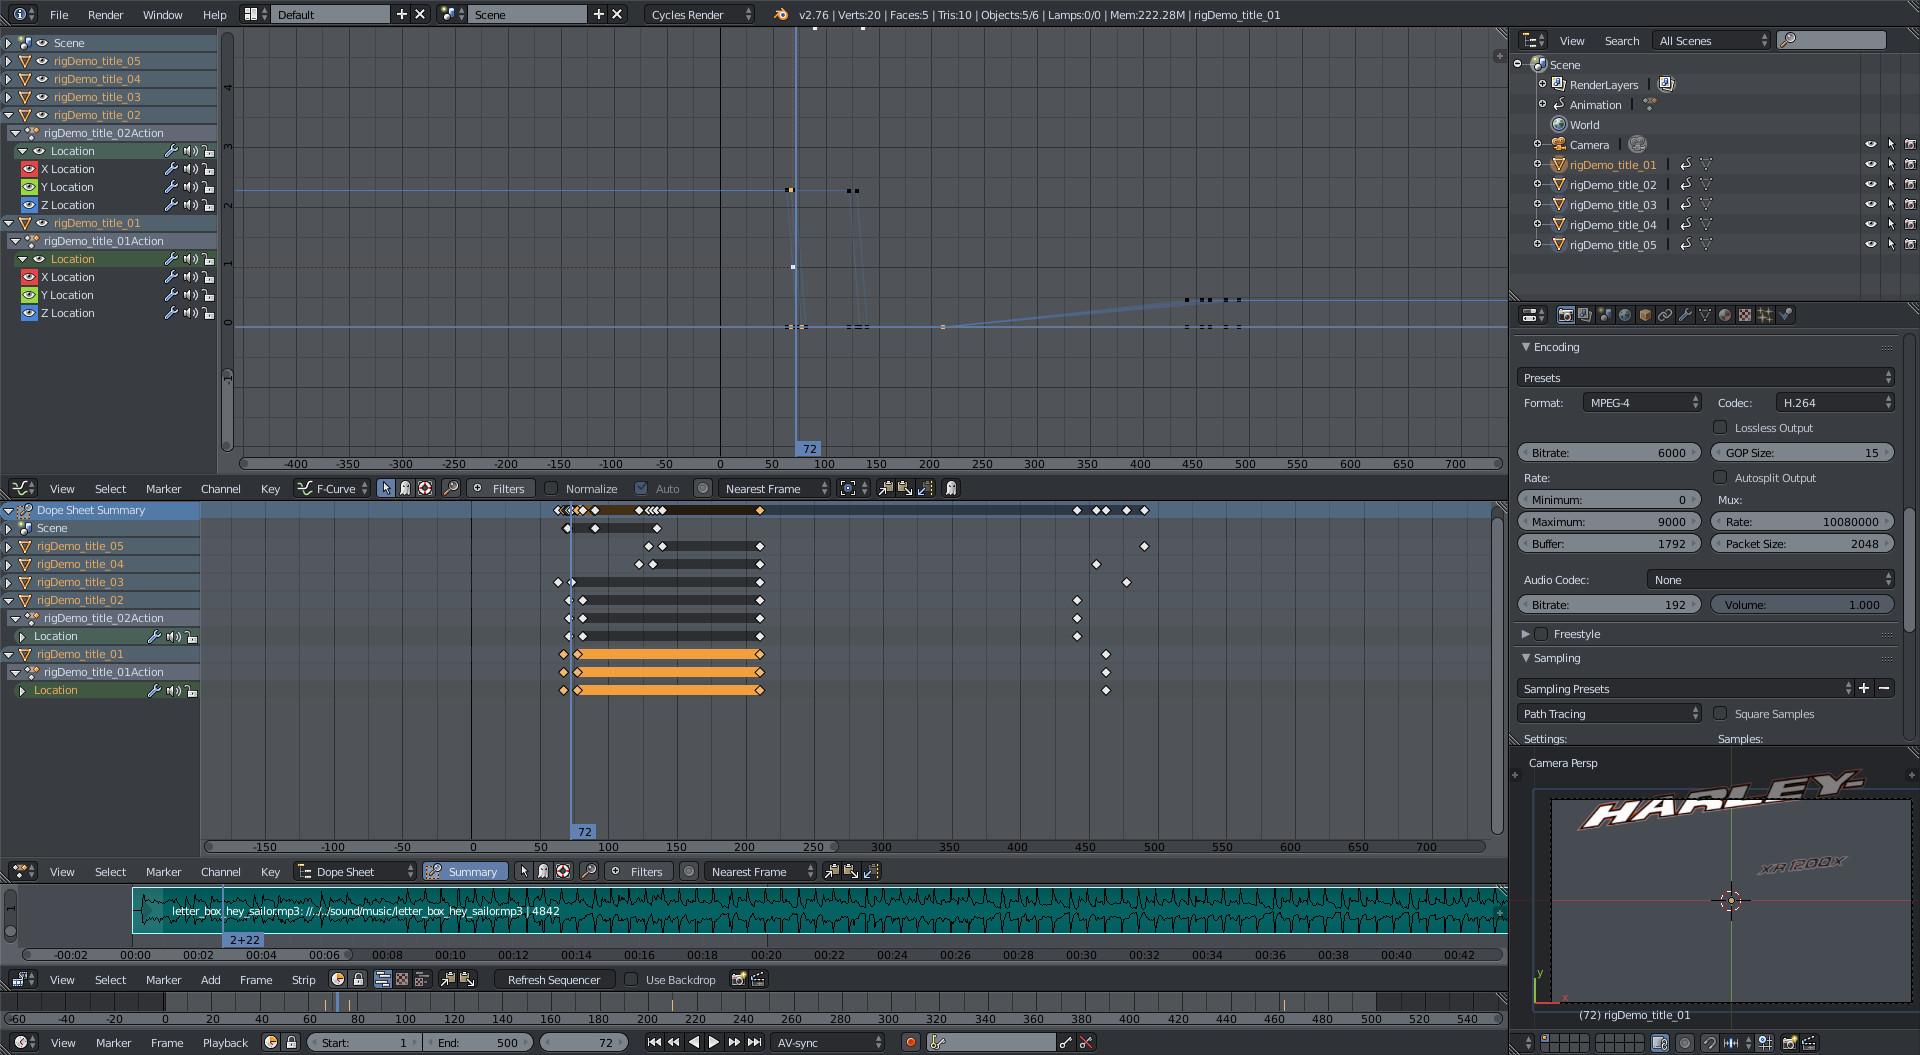 File Render Window Help Default Scene Cycles Render v2.76 | Verts:20 | Faces:5 | Tris:10 | Objects:5/6 | Lamps:0/0 | Mem:222.28M | rigDemo_title_01
Scene
rigDemo_title_05
rigDemo_title_04
rigDemo_title_03
rigDemo_title_02
rigDemo_title_02Action
Location
X Location
Y Location
Z Location
rigDemo_title_01
rigDemo_title_01Action
Location
X Location
Y Location
Z Location
4
3
2
1
0
-1
72
-400 -350 -300 -250 -200 -150 -100 -50 0 50 100 150 200 250 300 350 400 450 500 550 600 650 700
View Select Marker Channel Key F-Curve Filters Normalize Auto Nearest Frame
Dope Sheet Summary
Scene
rigDemo_title_05
rigDemo_title_04
rigDemo_title_03
rigDemo_title_02
rigDemo_title_02Action
Location
rigDemo_title_01
rigDemo_title_01Action
Location
72
-150 -100 -50 0 50 100 150 200 250 300 350 400 450 500 550 600 650 700
View Select Marker Channel Key Dope Sheet Summary Filters Nearest Frame
1
letter_box_hey_sailor.mp3: //../../sound/music/letter_box_hey_sailor.mp3 | 4842
2+22
-00:02 00:00 00:02 00:04 00:06 00:08 00:10 00:12 00:14 00:16 00:18 00:20 00:22 00:24 00:26 00:28 00:30 00:32 00:34 00:36 00:38 00:40 00:42
View Select Marker Add Frame Strip Refresh Sequencer Use Backdrop
-60 -40 -20 0 20 40 60 80 100 120 140 160 180 200 220 240 260 280 300 320 340 360 380 400 420 440 460 480 500 520 540
View Marker Frame Playback Start: 1 End: 500 72 AV-sync
View Search All Scenes
Scene
RenderLayers
Animation
World
Camera
rigDemo_title_01
rigDemo_title_02
rigDemo_title_03
rigDemo_title_04
rigDemo_title_05
Encoding
Presets
Format: MPEG-4 Codec: H.264
Lossless Output
Bitrate: 6000 GOP Size: 15
Rate: Autosplit Output
Minimum: 0 Mux:
Maximum: 9000 Rate: 10080000
Buffer: 1792 Packet Size: 2048
Audio Codec: None
Bitrate: 192 Volume: 1.000
Freestyle
Sampling
Sampling Presets
Path Tracing Square Samples
Settings: Samples:
Camera Persp
HARLEY-
XR 1200X
y
x
(72) rigDemo_title_01